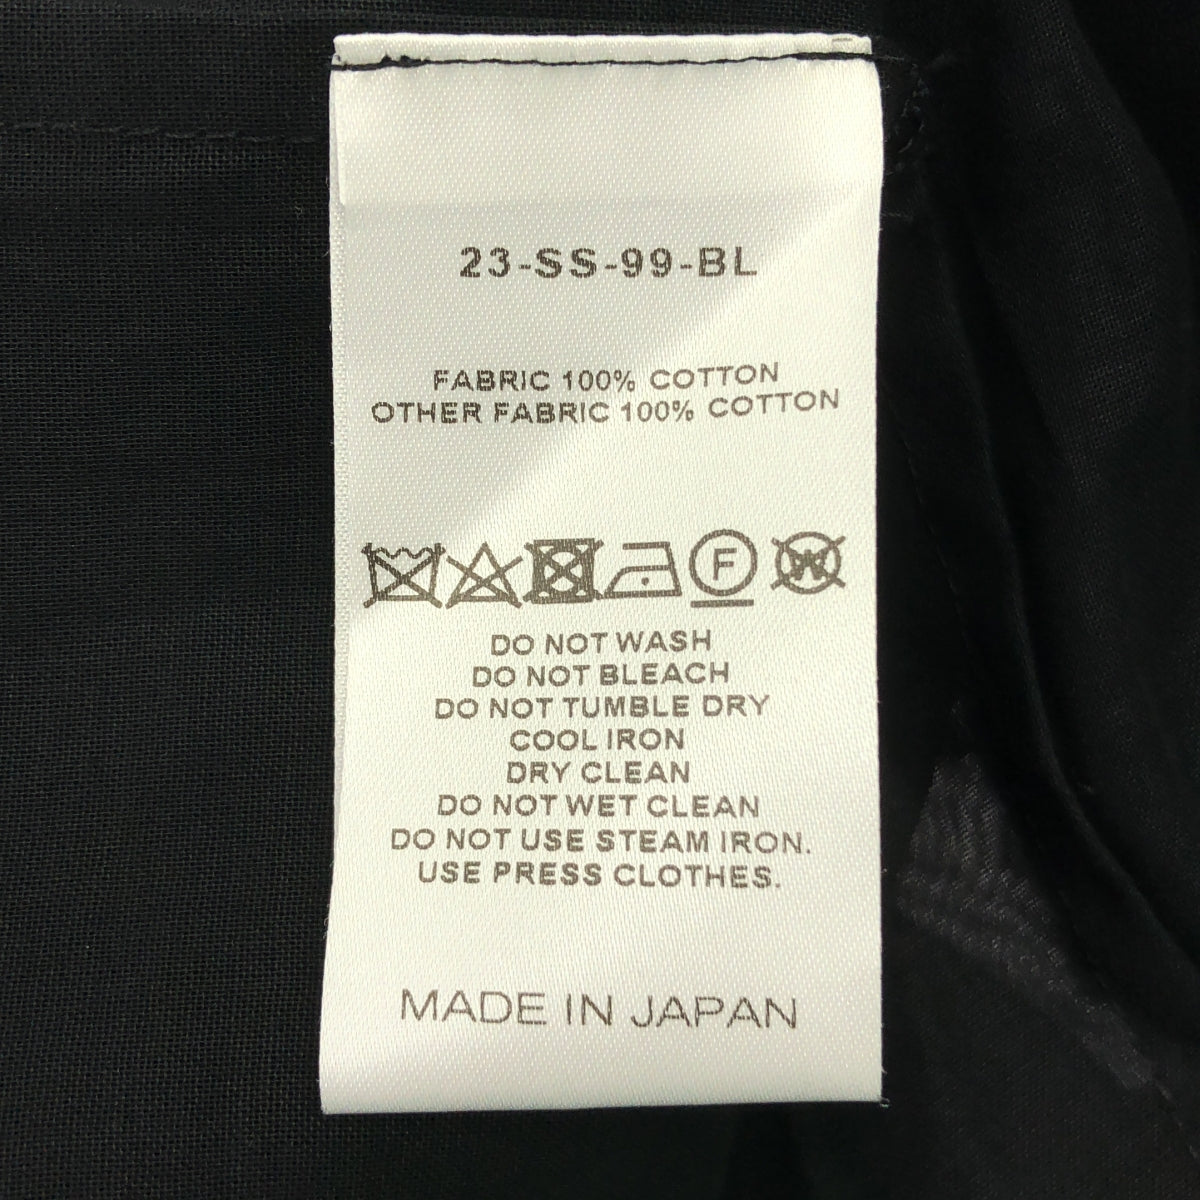 23-SS-99-BL
FABRIC 100% COTTON
OTHER FABRIC 100% COTTON
F W
DO NOT WASH
DO NOT BLEACH
DO NOT TUMBLE DRY
COOL IRON
DRY CLEAN
DO NOT WET CLEAN
DO NOT USE STEAM IRON.
USE PRESS CLOTHES.
MADE IN JAPAN